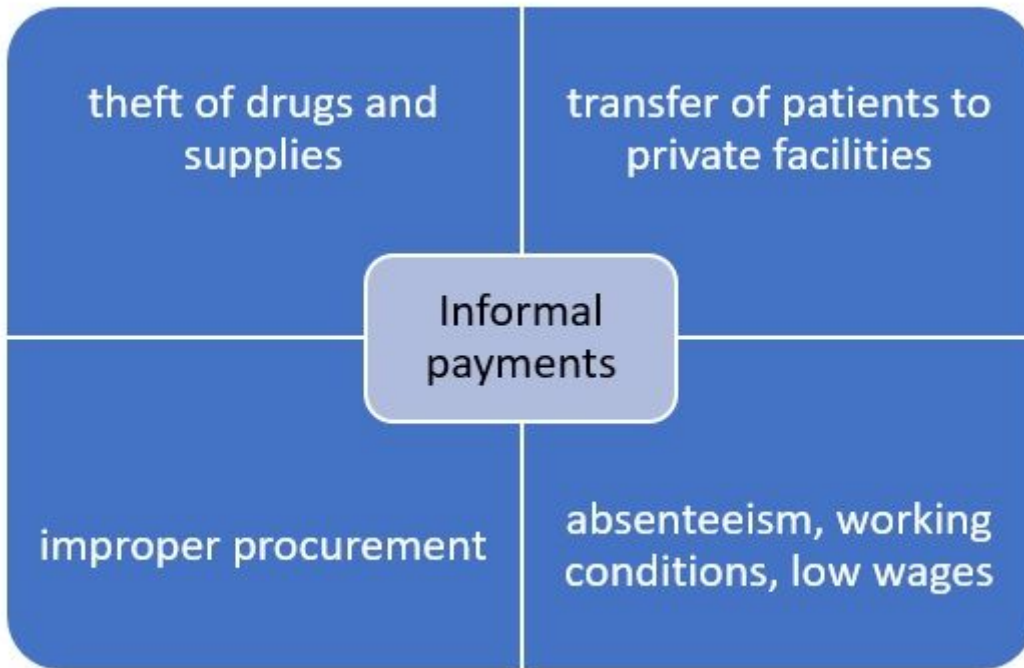 theft of drugs and
supplies
transfer of patients to
private facilities
Informal
payments
improper procurement
absenteeism, working
conditions, low wages